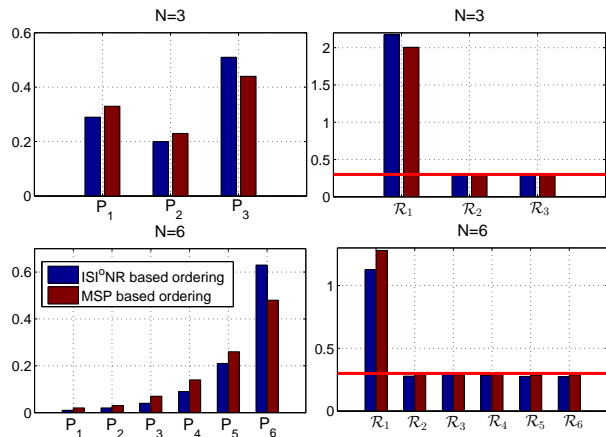 N=3
0.6
0.4
0.2
0
P1 P2 P3
N=3
2
1.5
1
0.5
0
ℛ1 ℛ2 ℛ3
N=6
0.6
0.4
0.2
0
ISIᴼNR based ordering
MSP based ordering
P1 P2 P3 P4 P5 P6
N=6
1
0.5
0
ℛ1 ℛ2 ℛ3 ℛ4 ℛ5 ℛ6